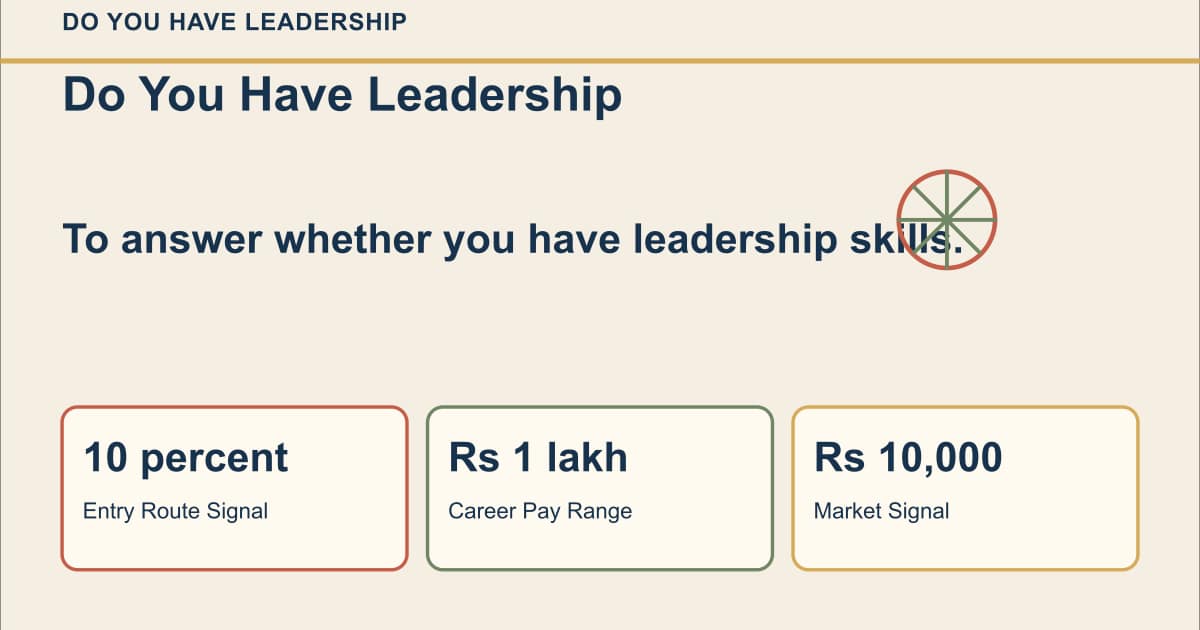 DO YOU HAVE LEADERSHIP
Do You Have Leadership
To answer whether you have leadership skills.
10 percent
Entry Route Signal
Rs 1 lakh
Career Pay Range
Rs 10,000
Market Signal